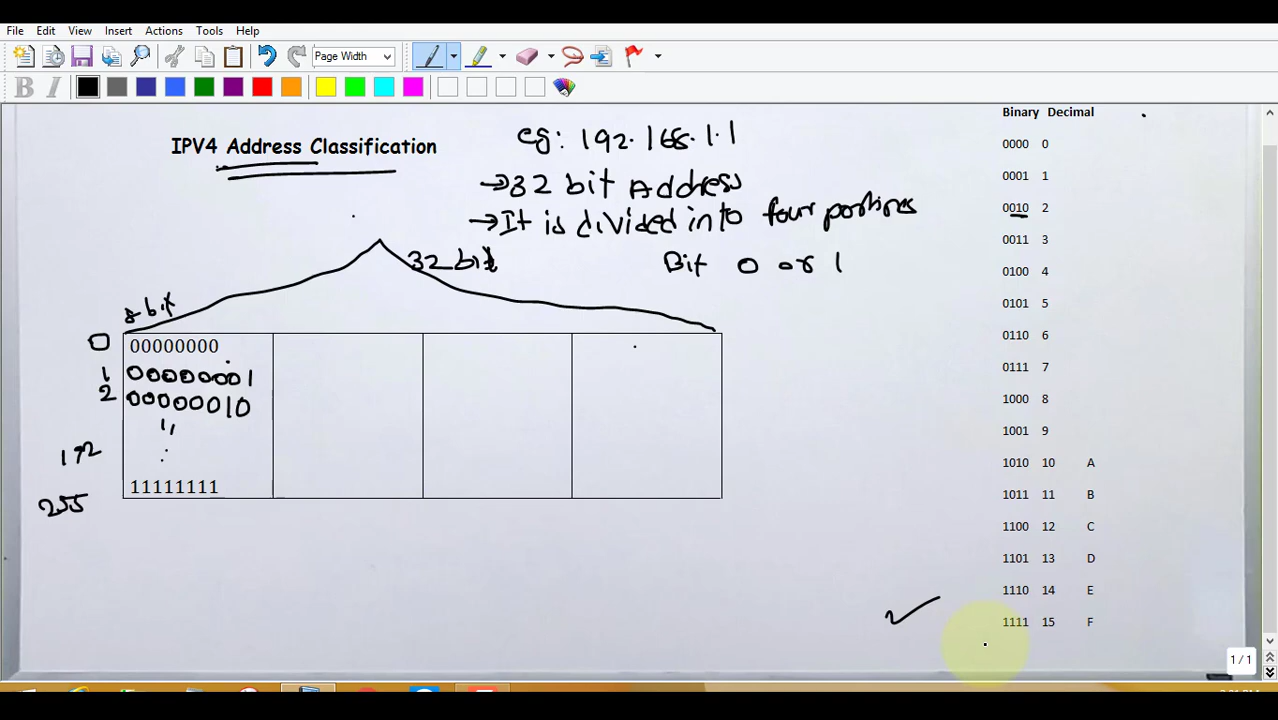 File Edit View Insert Actions Tools Help
Page Width
B I
IPV4 Address Classification
eg: 192.168.1.1
→32 bit Address
→It is divided into four portions
Bit 0 or 1
32 bit
8 bit
0 00000000
1 00000001
2 00000010
192
255 11111111
Binary Decimal
0000 0
0001 1
0010 2
0011 3
0100 4
0101 5
0110 6
0111 7
1000 8
1001 9
1010 10 A
1011 11 B
1100 12 C
1101 13 D
1110 14 E
1111 15 F
1/1